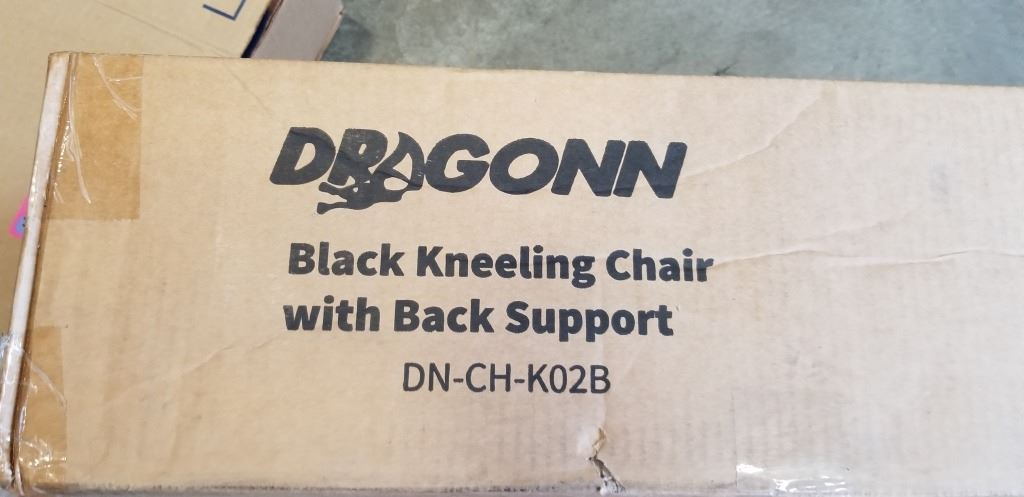 DRAGONN
Black Kneeling Chair
with Back Support
DN-CH-K02B